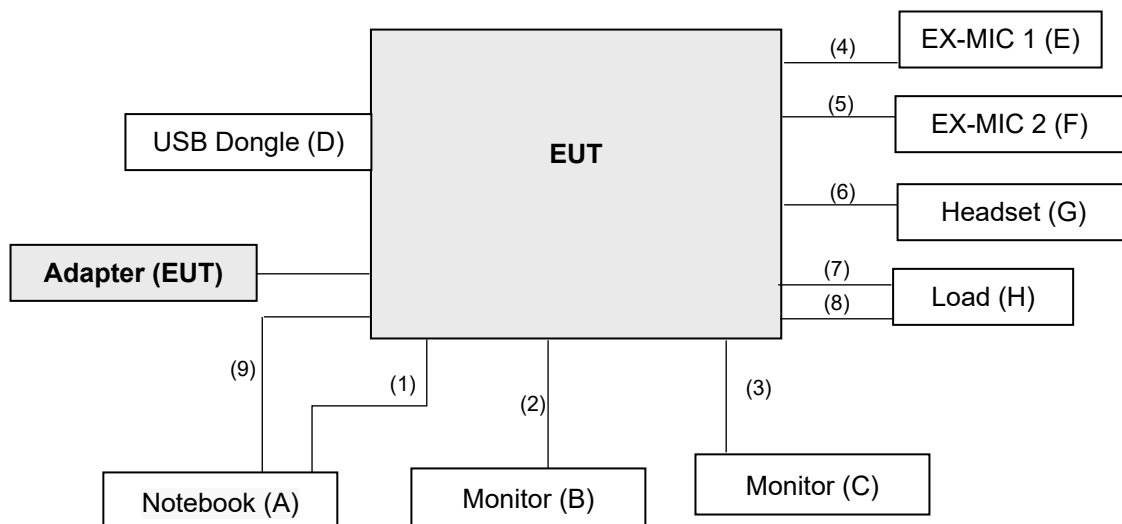 EX-MIC 1 (E)
(4)
(5)
EX-MIC 2 (F)
USB Dongle (D)
EUT
(6)
Headset (G)
Adapter (EUT)
(7)
Load (H)
(8)
(9)
(1)
(2)
(3)
Notebook (A)
Monitor (B)
Monitor (C)